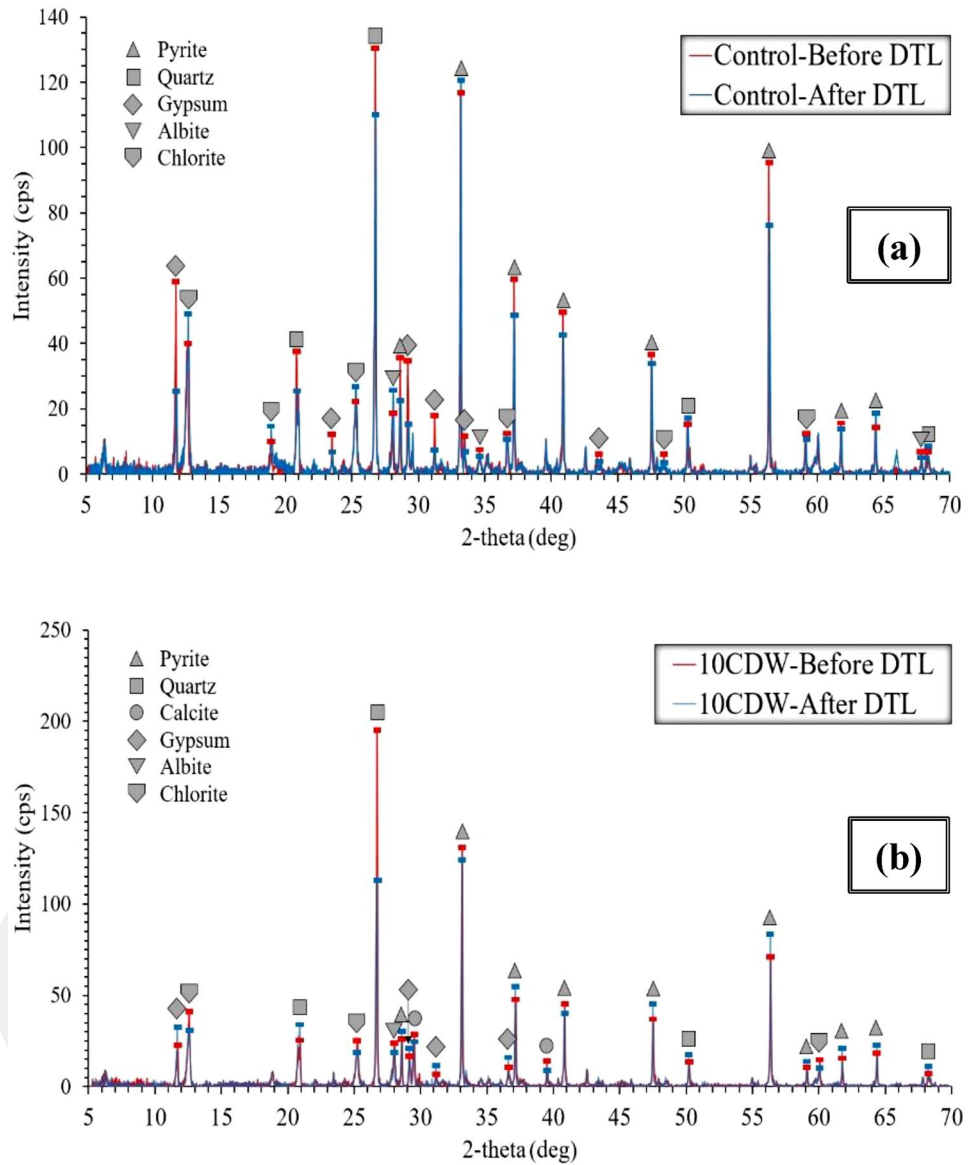 140
120
100
80
60
40
20
0
Intensity (cps)
Pyrite
Quartz
Gypsum
Albite
Chlorite
Control-Before DTL
Control-After DTL
(a)
5 10 15 20 25 30 35 40 45 50 55 60 65 70
2-theta (deg)
250
200
150
100
50
0
Intensity (cps)
Pyrite
Quartz
Calcite
Gypsum
Albite
Chlorite
10CDW-Before DTL
10CDW-After DTL
(b)
5 10 15 20 25 30 35 40 45 50 55 60 65 70
2-theta (deg)